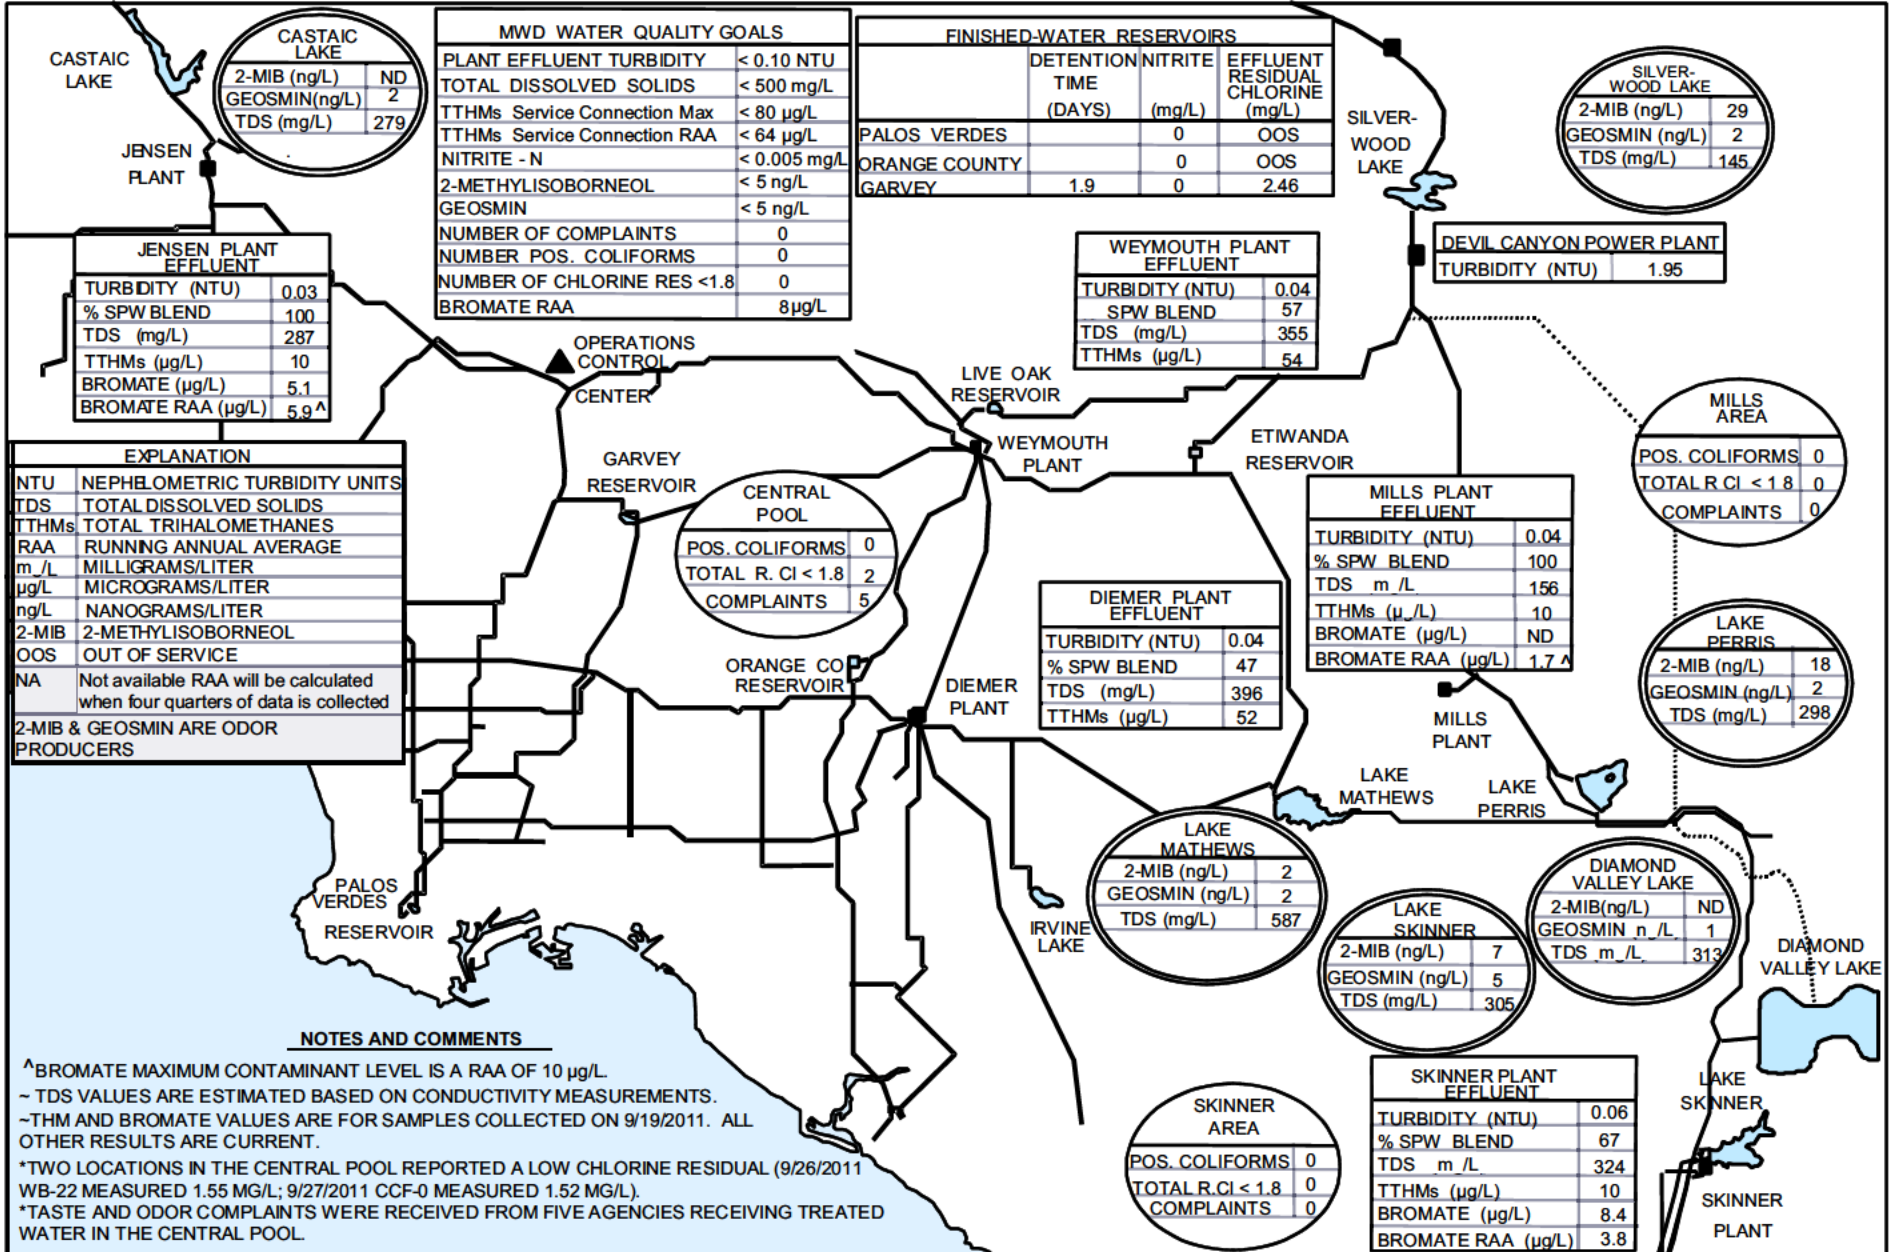 CASTAIC
LAKE
CASTAIC
LAKE
2-MIB (ng/L) ND
GEOSMIN(ng/L) 2
TDS (mg/L) 279
JENSEN
PLANT
MWD WATER QUALITY GOALS
PLANT EFFLUENT TURBIDITY < 0.10 NTU
TOTAL DISSOLVED SOLIDS < 500 mg/L
TTHMs Service Connection Max < 80 µg/L
TTHMs Service Connection RAA < 64 µg/L
NITRITE - N < 0.005 mg/L
2-METHYLISOBORNEOL < 5 ng/L
GEOSMIN < 5 ng/L
NUMBER OF COMPLAINTS 0
NUMBER POS. COLIFORMS 0
NUMBER OF CHLORINE RES <1.8 0
BROMATE RAA 8µg/L
FINISHED-WATER RESERVOIRS
DETENTION NITRITE EFFLUENT
TIME RESIDUAL
CHLORINE
(DAYS) (mg/L) (mg/L)
PALOS VERDES 0 OOS
ORANGE COUNTY 0 OOS
GARVEY 1.9 0 2.46
SILVER-
WOOD
LAKE
SILVER-
WOOD LAKE
2-MIB (ng/L) 29
GEOSMIN (ng/L) 2
TDS (mg/L) 145
JENSEN PLANT
EFFLUENT
TURBIDITY (NTU) 0.03
% SPW BLEND 100
TDS (mg/L) 287
TTHMs (µg/L) 10
BROMATE (µg/L) 5.1
BROMATE RAA (µg/L) 5.9^
WEYMOUTH PLANT
EFFLUENT
TURBIDITY (NTU) 0.04
SPW BLEND 57
TDS (mg/L) 355
TTHMs (µg/L) 54
DEVIL CANYON POWER PLANT
TURBIDITY (NTU) 1.95
OPERATIONS
CONTROL
CENTER
LIVE OAK
RESERVOIR
WEYMOUTH
PLANT
ETIWANDA
RESERVOIR
MILLS
AREA
POS. COLIFORMS 0
TOTAL R Cl < 1 8 0
COMPLAINTS 0
EXPLANATION
NTU NEPHELOMETRIC TURBIDITY UNITS
TDS TOTAL DISSOLVED SOLIDS
TTHMs TOTAL TRIHALOMETHANES
RAA RUNNING ANNUAL AVERAGE
m_/L MILLIGRAMS/LITER
µg/L MICROGRAMS/LITER
ng/L NANOGRAMS/LITER
2-MIB 2-METHYLISOBORNEOL
OOS OUT OF SERVICE
NA Not available RAA will be calculated
when four quarters of data is collected
2-MIB & GEOSMIN ARE ODOR
PRODUCERS
GARVEY
RESERVOIR
CENTRAL
POOL
POS. COLIFORMS 0
TOTAL R. Cl < 1.8 2
COMPLAINTS 5
MILLS PLANT
EFFLUENT
TURBIDITY (NTU) 0.04
% SPW BLEND 100
TDS m_/L 156
TTHMs (µ_/L) 10
BROMATE (µg/L) ND
BROMATE RAA (µg/L) 1.7 ^
DIEMER PLANT
EFFLUENT
TURBIDITY (NTU) 0.04
% SPW BLEND 47
TDS (mg/L) 396
TTHMs (µg/L) 52
LAKE
PERRIS
2-MIB (ng/L) 18
GEOSMIN (ng/L) 2
TDS (mg/L) 298
ORANGE CO
RESERVOIR
DIEMER
PLANT
MILLS
PLANT
LAKE
MATHEWS
LAKE
PERRIS
LAKE
MATHEWS
2-MIB (ng/L) 2
GEOSMIN (ng/L) 2
TDS (mg/L) 587
DIAMOND
VALLEY LAKE
2-MIB(ng/L) ND
GEOSMIN n_/L 1
TDS m_/L 313
PALOS
VERDES
RESERVOIR
IRVINE
LAKE
LAKE
SKINNER
2-MIB (ng/L) 7
GEOSMIN (ng/L) 5
TDS (mg/L) 305
DIAMOND
VALLEY LAKE
NOTES AND COMMENTS
^BROMATE MAXIMUM CONTAMINANT LEVEL IS A RAA OF 10 µg/L.
~ TDS VALUES ARE ESTIMATED BASED ON CONDUCTIVITY MEASUREMENTS.
~THM AND BROMATE VALUES ARE FOR SAMPLES COLLECTED ON 9/19/2011. ALL
OTHER RESULTS ARE CURRENT.
*TWO LOCATIONS IN THE CENTRAL POOL REPORTED A LOW CHLORINE RESIDUAL (9/26/2011
WB-22 MEASURED 1.55 MG/L; 9/27/2011 CCF-0 MEASURED 1.52 MG/L).
*TASTE AND ODOR COMPLAINTS WERE RECEIVED FROM FIVE AGENCIES RECEIVING TREATED
WATER IN THE CENTRAL POOL.
SKINNER
AREA
POS. COLIFORMS 0
TOTAL R.Cl < 1.8 0
COMPLAINTS 0
SKINNER PLANT
EFFLUENT
TURBIDITY (NTU) 0.06
% SPW BLEND 67
TDS m_/L 324
TTHMs (µg/L) 10
BROMATE (µg/L) 8.4
BROMATE RAA (µg/L) 3.8
LAKE
SKINNER
SKINNER
PLANT